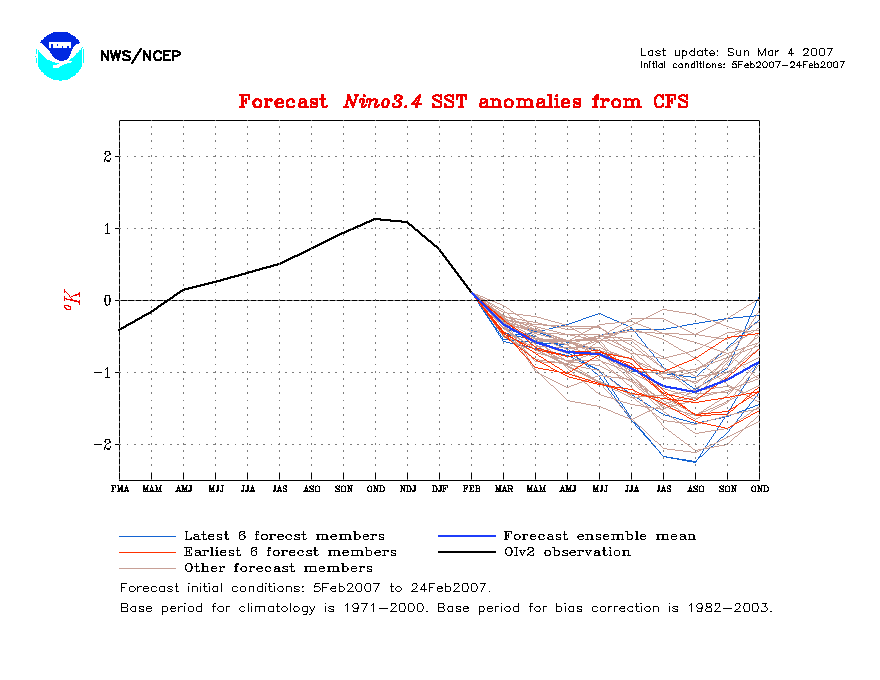 NOAA
NWS/NCEP
Last update: Sun Mar 4 2007
Initial conditions: 5Feb2007-24Feb2007
Forecast Nino3.4 SST anomalies from CFS
2
1
0
-1
-2
°K
FMA MAM AMJ MJJ JJA JAS ASO SON OND NDJ DJF FEB MAR MAM AMJ MJJ JJA JAS ASO SON OND
Latest 6 forecst members
Earliest 6 forecst members
Other forecast members
Forecast ensemble mean
OIv2 observation
Forecast initial conditions: 5Feb2007 to 24Feb2007.
Base period for climatology is 1971-2000. Base period for bias correction is 1982-2003.